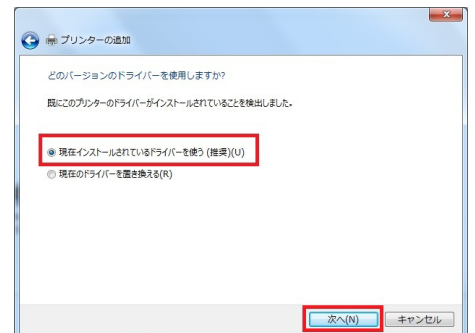 プリンターの追加
どのバージョンのドライバーを使用しますか?
既にこのプリンターのドライバーがインストールされていることを検出しました。
現在インストールされているドライバーを使う (推奨)(U)
現在のドライバーを置き換える(R)
次へ(N)
キャンセル